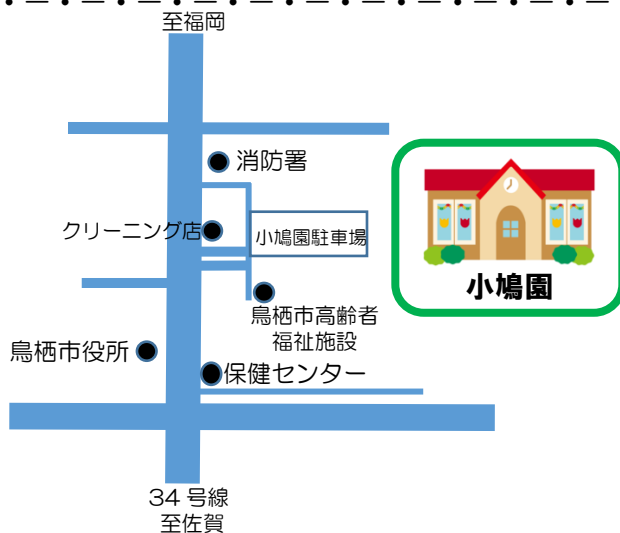 至福岡
消防署
クリーニング店
小鳩園駐車場
小鳩園
鳥栖市高齢者
福祉施設
鳥栖市役所
保健センター
34 号線
至佐賀